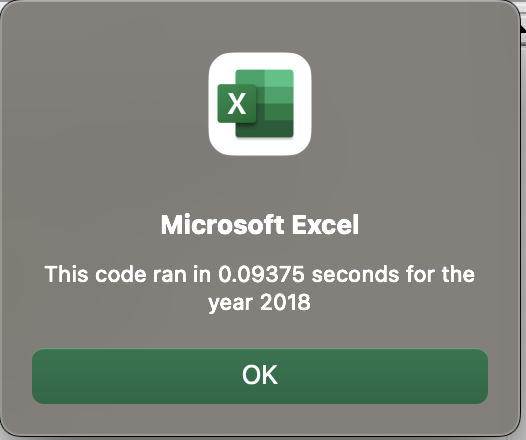 X
Microsoft Excel
This code ran in 0.09375 seconds for the
year 2018
OK